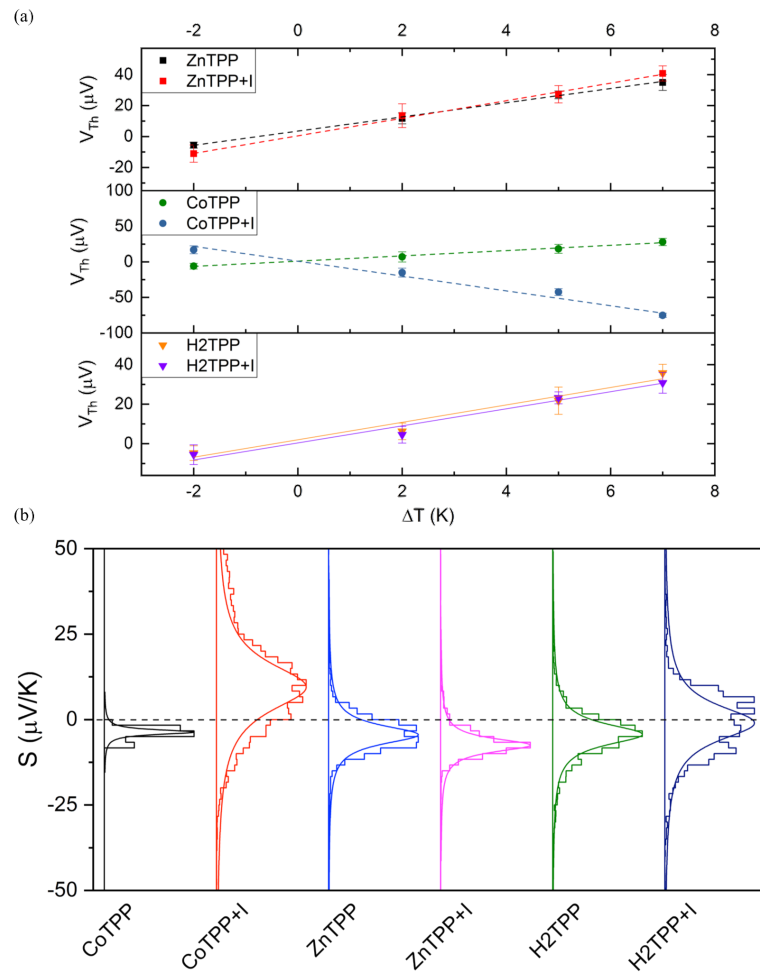 (a)
-2 0 2 4 6 8
ZnTPP
ZnTPP+I
V_Th (μV)
40
20
0
-20
100
CoTPP
CoTPP+I
V_Th (μV)
50
0
-50
-100
H2TPP
H2TPP+I
V_Th (μV)
40
20
0
-2 0 2 4 6 8
ΔT (K)
(b)
S (μV/K)
50
25
0
-25
-50
CoTPP
CoTPP+I
ZnTPP
ZnTPP+I
H2TPP
H2TPP+I